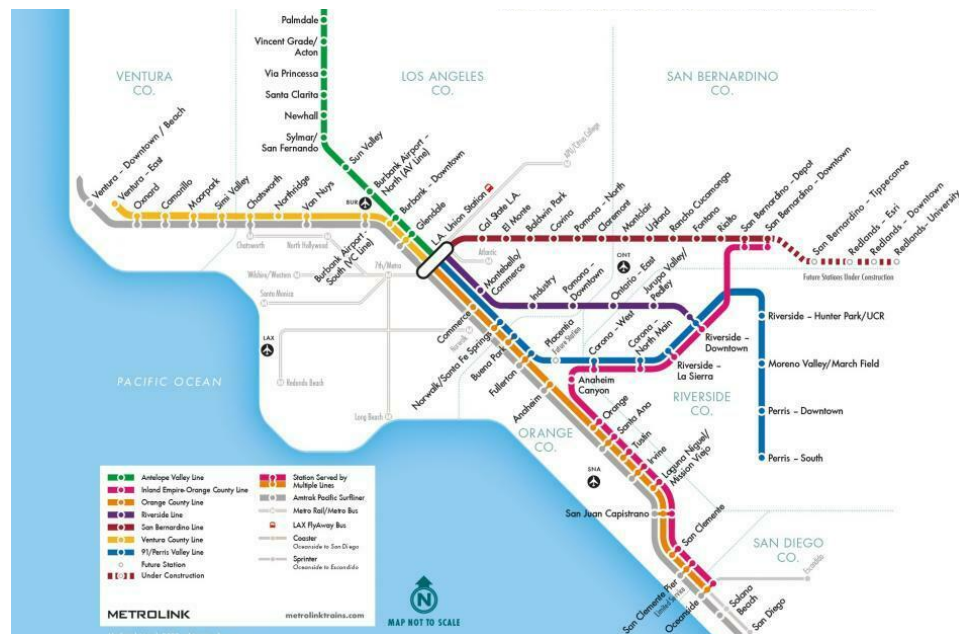 Palmdale
Vincent Grade/
Acton
Via Princessa
Santa Clarita
Newhall
Sylmar/
San Fernando
VENTURA
CO.
LOS ANGELES
CO.
SAN BERNARDINO
CO.
Ventura – Downtown / Beach
Ventura – East
Oxnard
Camarillo
Moorpark
Simi Valley
Chatsworth
Northridge
Van Nuys
BUR
Sun Valley
Burbank Airport –
North (AV Line)
Burbank – Downtown
Glendale
L.A. Union Station
APU/Citrus College
Cal State L.A.
El Monte
Baldwin Park
Covina
Pomona – North
Claremont
Montclair
Upland
Rancho Cucamonga
Fontana
Rialto
San Bernardino – Depot
San Bernardino – Downtown
San Bernardino – Tippecanoe
Redlands – Esri
Redlands – Downtown
Redlands – University
Future Stations Under Construction
Chatsworth
North Hollywood
Burbank Airport –
South (VC Line)
Wilshire/Western
7th/Metro
Santa Monica
Atlantic
ONT
LAX
Redondo Beach
Norwalk
Long Beach
Montebello/
Commerce
Industry
Pomona –
Downtown
Ontario – East
Jurupa Valley/
Pedley
Commerce
Norwalk/Santa Fe Springs
Buena Park
Fullerton
Placentia
Future Station
Corona – West
Corona –
North Main
Riverside –
Downtown
Riverside –
La Sierra
Riverside – Hunter Park/UCR
Moreno Valley/March Field
Perris – Downtown
Perris – South
Anaheim
Canyon
RIVERSIDE
CO.
Anaheim
ORANGE
CO.
Orange
Santa Ana
Tustin
Irvine
Laguna Niguel/
Mission Viejo
SNA
San Juan Capistrano
San Clemente
San Clemente Pier
Limited Service
Oceanside
SAN DIEGO
CO.
Escondido
Solana
Beach
San Diego
PACIFIC OCEAN
Antelope Valley Line
Inland Empire-Orange County Line
Orange County Line
Riverside Line
San Bernardino Line
Ventura County Line
91/Perris Valley Line
Future Station
Under Construction
Station Served by
Multiple Lines
Amtrak Pacific Surfliner
Metro Rail/Metro Bus
LAX FlyAway Bus
Coaster
Oceanside to San Diego
Sprinter
Oceanside to Escondido
METROLINK
metrolinktrains.com
N
MAP NOT TO SCALE